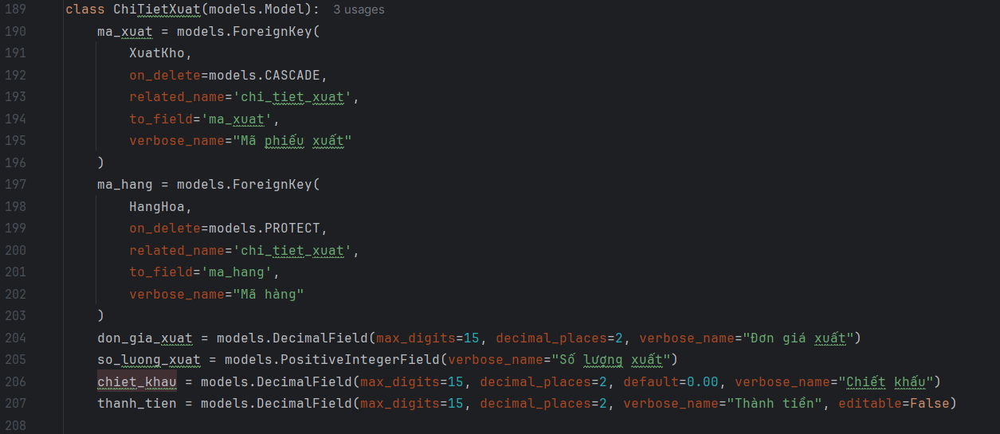 189 class ChiTietXuat(models.Model): 3 usages
190 ma_xuat = models.ForeignKey(
191 XuatKho,
192 on_delete=models.CASCADE,
193 related_name='chi_tiet_xuat',
194 to_field='ma_xuat',
195 verbose_name="Mã phiếu xuất"
196 )
197 ma_hang = models.ForeignKey(
198 HangHoa,
199 on_delete=models.PROTECT,
200 related_name='chi_tiet_xuat',
201 to_field='ma_hang',
202 verbose_name="Mã hàng"
203 )
204 don_gia_xuat = models.DecimalField(max_digits=15, decimal_places=2, verbose_name="Đơn giá xuất")
205 so_luong_xuat = models.PositiveIntegerField(verbose_name="Số lượng xuất")
206 chiet_khau = models.DecimalField(max_digits=15, decimal_places=2, default=0.00, verbose_name="Chiết khấu")
207 thanh_tien = models.DecimalField(max_digits=15, decimal_places=2, verbose_name="Thành tiền", editable=False)
208